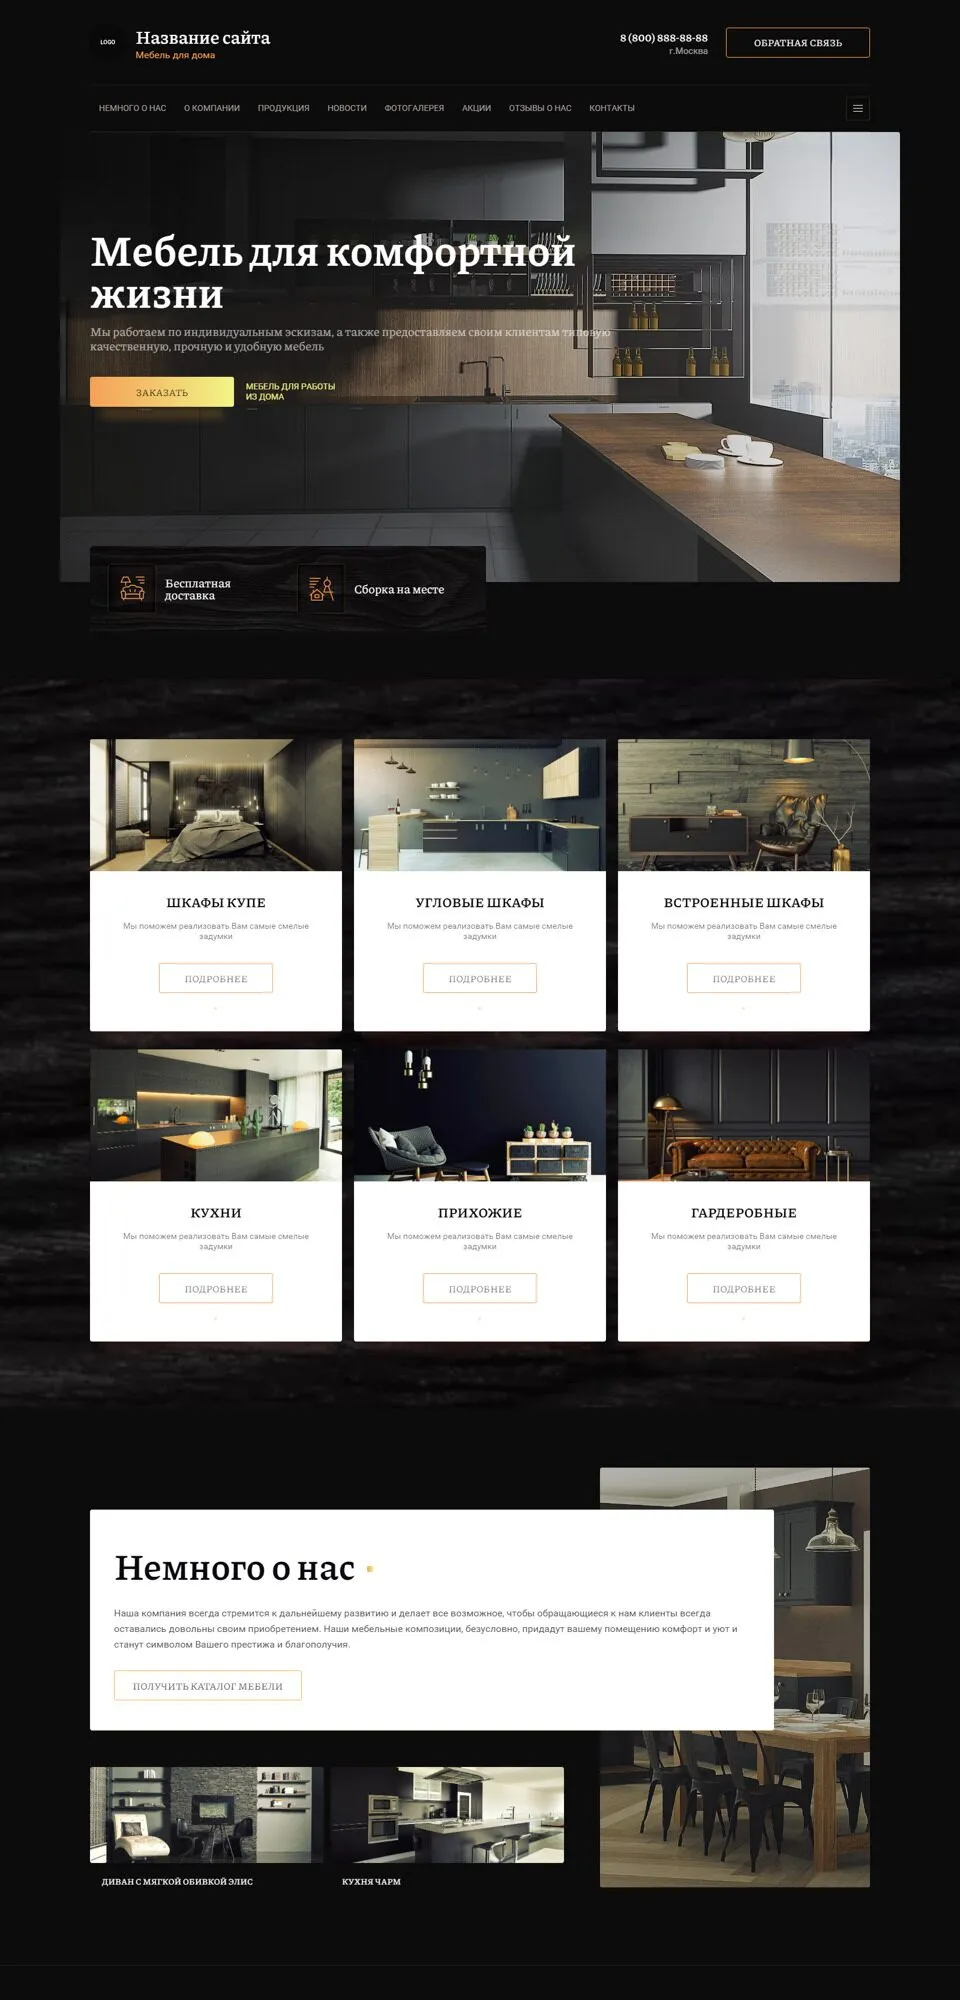 LOGO
Название сайта
Мебель для дома
8 (800) 888-88-88
г.Москва
ОБРАТНАЯ СВЯЗЬ
НЕМНОГО О НАС
О КОМПАНИИ
ПРОДУКЦИЯ
НОВОСТИ
ФОТОГАЛЕРЕЯ
АКЦИИ
ОТЗЫВЫ О НАС
КОНТАКТЫ
Мебель для комфортной
жизни
Мы работаем по индивидуальным эскизам, а также предоставляем своим клиентам типовую
качественную, прочную и удобную мебель
ЗАКАЗАТЬ
МЕБЕЛЬ ДЛЯ РАБОТЫ
ИЗ ДОМА
Бесплатная
доставка
Сборка на месте
ШКАФЫ КУПЕ
Мы поможем реализовать Вам самые смелые
задумки
ПОДРОБНЕЕ
УГЛОВЫЕ ШКАФЫ
Мы поможем реализовать Вам самые смелые
задумки
ПОДРОБНЕЕ
ВСТРОЕННЫЕ ШКАФЫ
Мы поможем реализовать Вам самые смелые
задумки
ПОДРОБНЕЕ
КУХНИ
Мы поможем реализовать Вам самые смелые
задумки
ПОДРОБНЕЕ
ПРИХОЖИЕ
Мы поможем реализовать Вам самые смелые
задумки
ПОДРОБНЕЕ
ГАРДЕРОБНЫЕ
Мы поможем реализовать Вам самые смелые
задумки
ПОДРОБНЕЕ
Немного о нас
Наша компания всегда стремится к дальнейшему развитию и делает все возможное, чтобы обращающиеся к нам клиенты всегда
оставались довольны своим приобретением. Наши мебельные композиции, безусловно, придадут вашему помещению комфорт и уют и
станут символом Вашего престижа и благополучия.
ПОЛУЧИТЬ КАТАЛОГ МЕБЕЛИ
ДИВАН С МЯГКОЙ ОБИВКОЙ ЭЛИС
КУХНЯ ЧАРМ